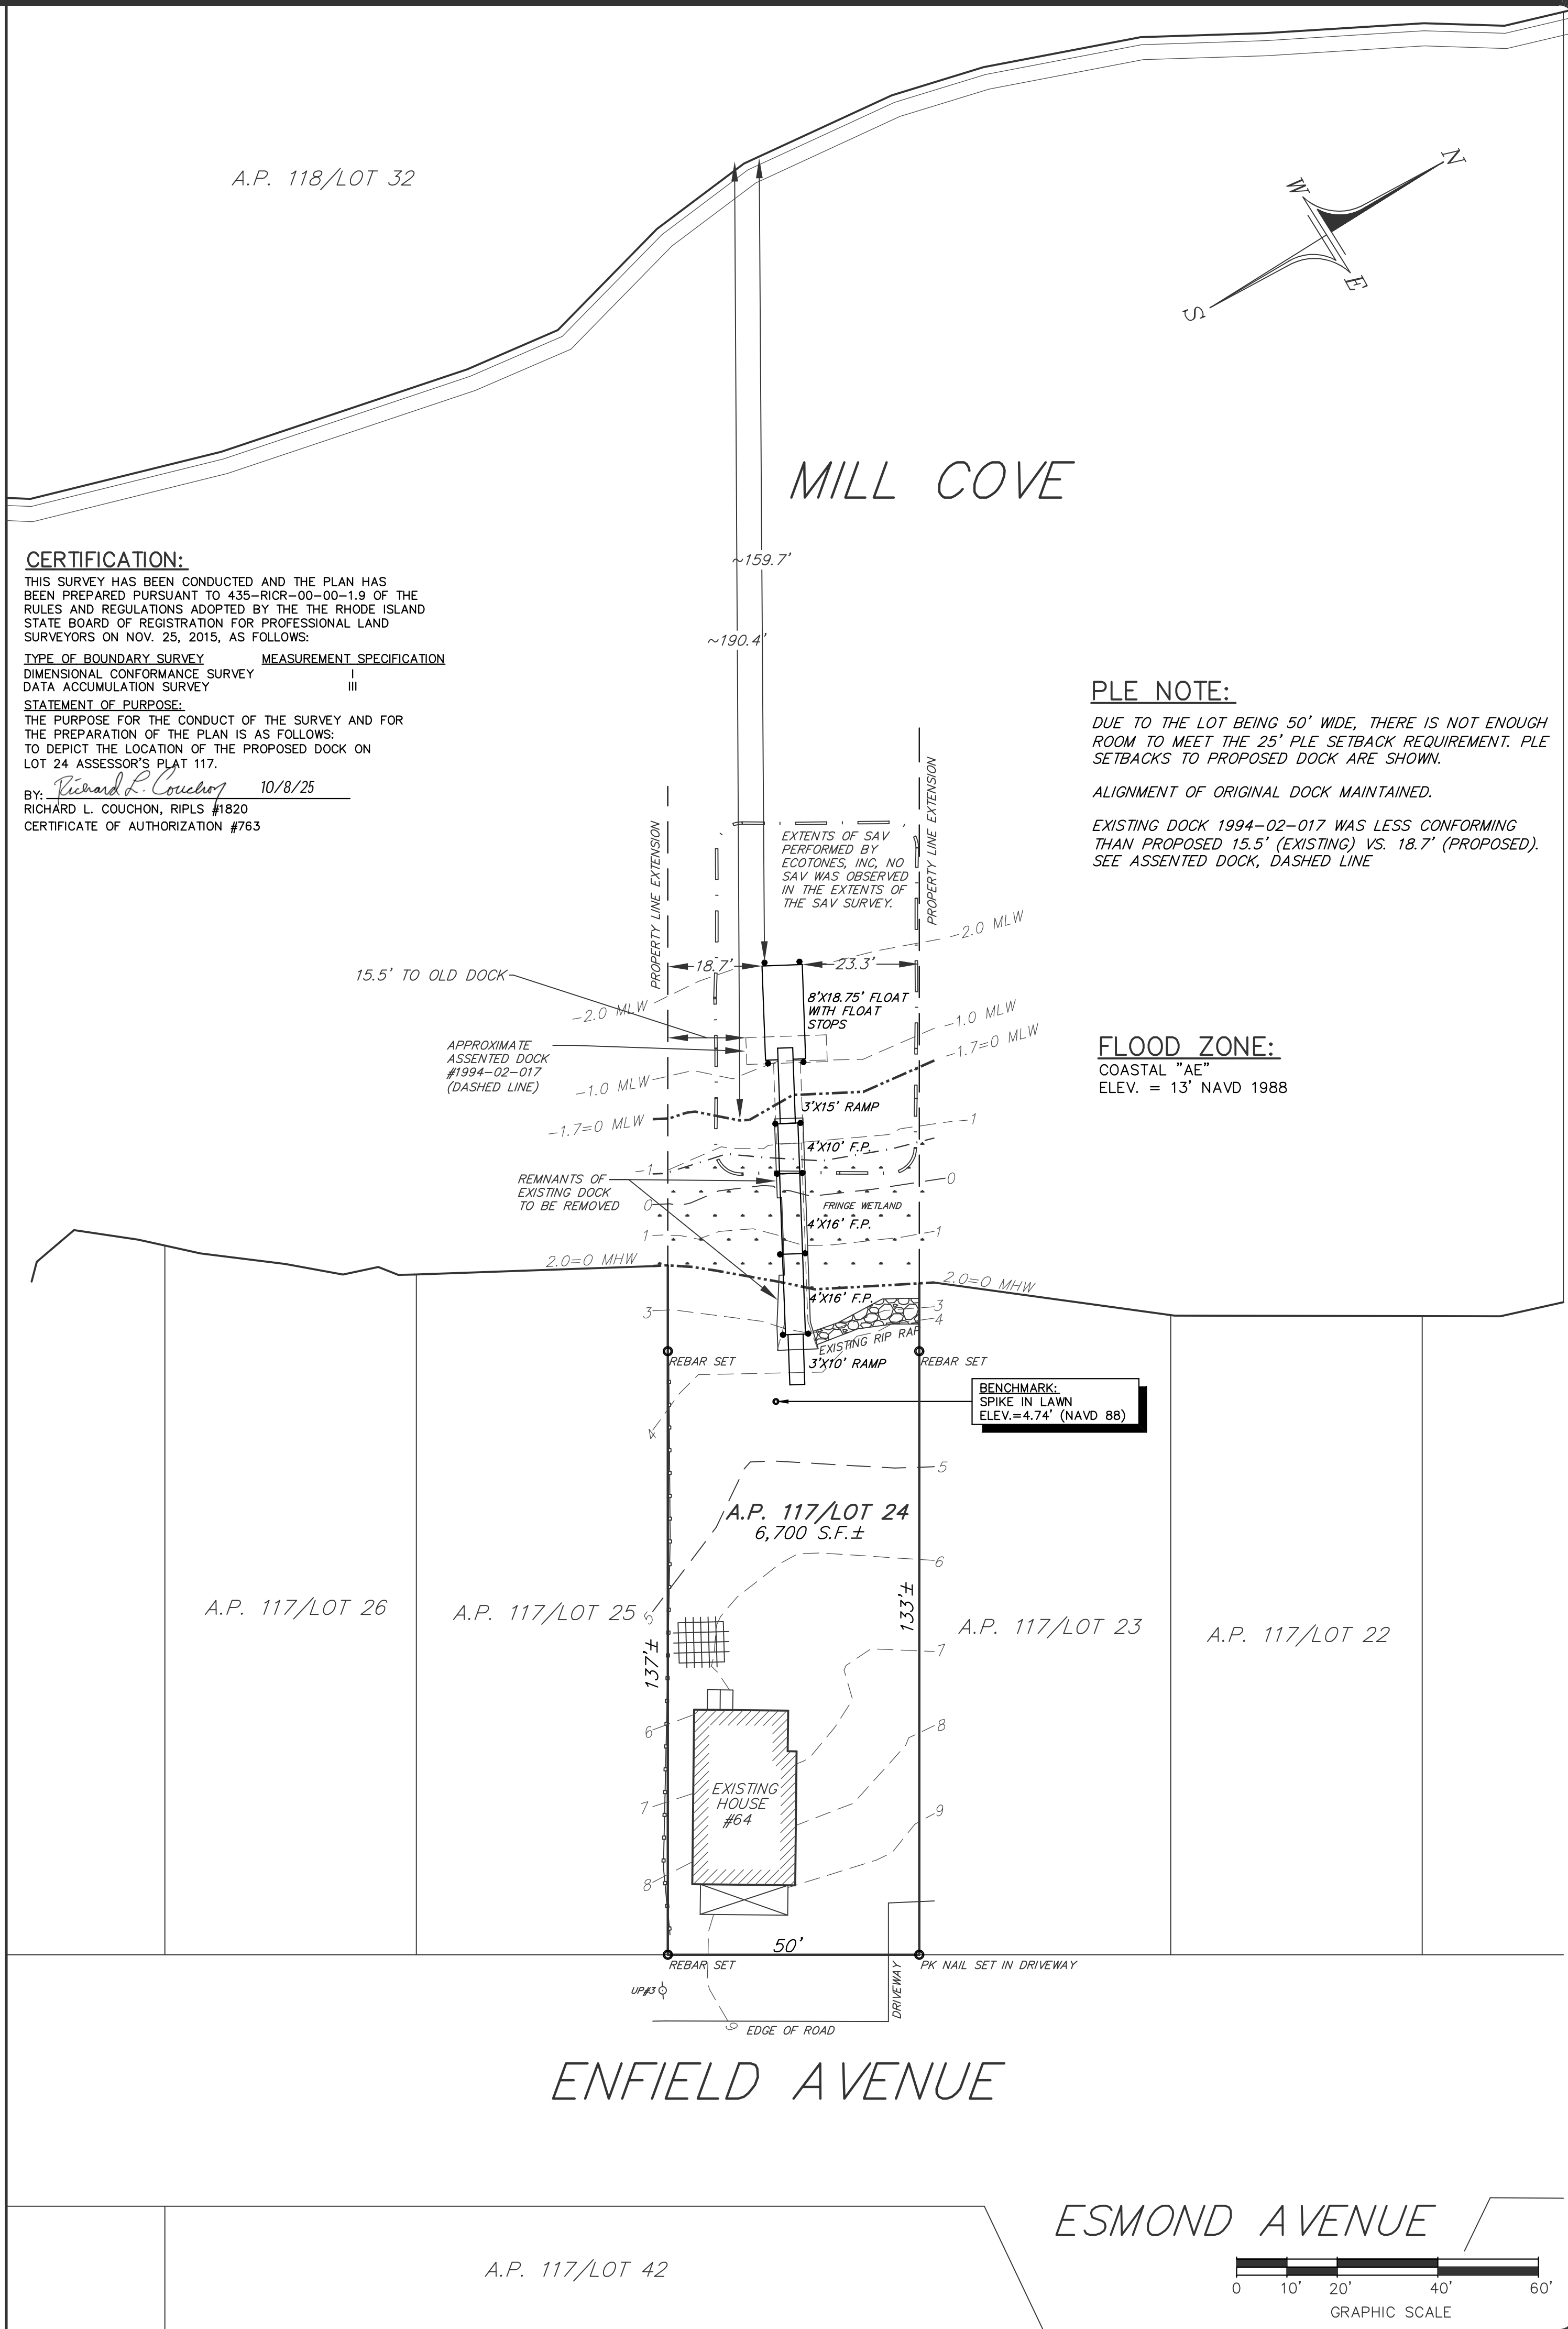 A.P. 118/LOT 32
N
W
E
S
MILL COVE
~159.7'
~190.4'
CERTIFICATION:
THIS SURVEY HAS BEEN CONDUCTED AND THE PLAN HAS
BEEN PREPARED PURSUANT TO 435-RICR-00-00-1.9 OF THE
RULES AND REGULATIONS ADOPTED BY THE THE RHODE ISLAND
STATE BOARD OF REGISTRATION FOR PROFESSIONAL LAND
SURVEYORS ON NOV. 25, 2015, AS FOLLOWS:
TYPE OF BOUNDARY SURVEY MEASUREMENT SPECIFICATION
DIMENSIONAL CONFORMANCE SURVEY I
DATA ACCUMULATION SURVEY III
STATEMENT OF PURPOSE:
THE PURPOSE FOR THE CONDUCT OF THE SURVEY AND FOR
THE PREPARATION OF THE PLAN IS AS FOLLOWS:
TO DEPICT THE LOCATION OF THE PROPOSED DOCK ON
LOT 24 ASSESSOR'S PLAT 117.
BY: Richard L. Couchon 10/8/25
RICHARD L. COUCHON, RIPLS #1820
CERTIFICATE OF AUTHORIZATION #763
PLE NOTE:
DUE TO THE LOT BEING 50' WIDE, THERE IS NOT ENOUGH
ROOM TO MEET THE 25' PLE SETBACK REQUIREMENT. PLE
SETBACKS TO PROPOSED DOCK ARE SHOWN.
ALIGNMENT OF ORIGINAL DOCK MAINTAINED.
EXISTING DOCK 1994-02-017 WAS LESS CONFORMING
THAN PROPOSED 15.5' (EXISTING) VS. 18.7' (PROPOSED).
SEE ASSENTED DOCK, DASHED LINE
FLOOD ZONE:
COASTAL "AE"
ELEV. = 13' NAVD 1988
PROPERTY LINE EXTENSION
EXTENTS OF SAV
PERFORMED BY
ECOTONES, INC, NO
SAV WAS OBSERVED
IN THE EXTENTS OF
THE SAV SURVEY.
PROPERTY LINE EXTENSION
-2.0 MLW
18.7'
23.3'
15.5' TO OLD DOCK
8'X18.75' FLOAT
WITH FLOAT
STOPS
-2.0 MLW
-1.0 MLW
APPROXIMATE
ASSENTED DOCK
#1994-02-017
(DASHED LINE)
-1.7=0 MLW
-1.0 MLW
3'X15' RAMP
-1.7=0 MLW
-1
4'X10' F.P.
-1
REMNANTS OF
EXISTING DOCK
TO BE REMOVED
0
0
FRINGE WETLAND
4'X16' F.P.
1
1
2.0=0 MHW
2.0=0 MHW
4'X16' F.P.
3
3
4
EXISTING RIP RAP
REBAR SET
3'X10' RAMP
REBAR SET
BENCHMARK:
SPIKE IN LAWN
ELEV.=4.74' (NAVD 88)
4
5
A.P. 117/LOT 24
6,700 S.F.±
6
133'±
A.P. 117/LOT 26
A.P. 117/LOT 25
5
A.P. 117/LOT 23
A.P. 117/LOT 22
137'±
7
6
8
EXISTING
HOUSE
#64
7
9
8
50'
REBAR SET
PK NAIL SET IN DRIVEWAY
UP#3
DRIVEWAY
9
EDGE OF ROAD
ENFIELD AVENUE
ESMOND AVENUE
A.P. 117/LOT 42
0 10' 20' 40' 60'
GRAPHIC SCALE